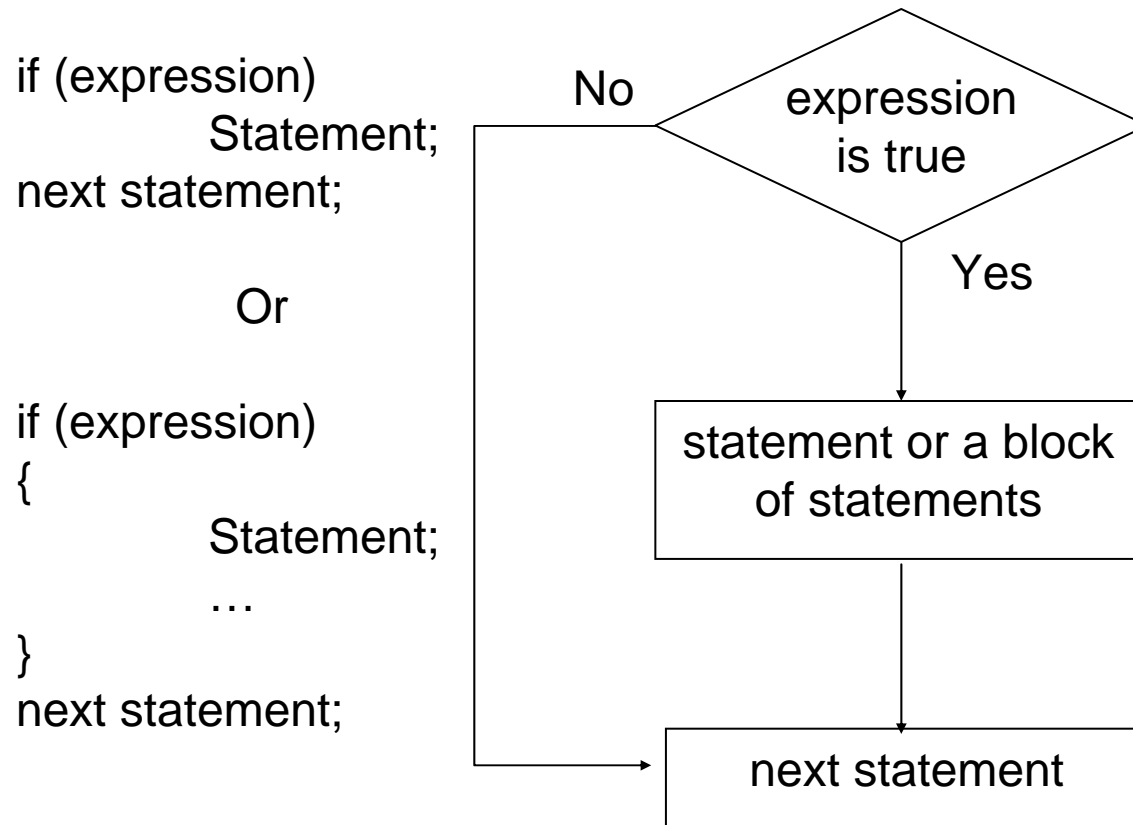 if (expression)
Statement;
next statement;
Or
if (expression)
{
Statement;
…
}
next statement;
No
expression
is true
Yes
statement or a block
of statements
next statement